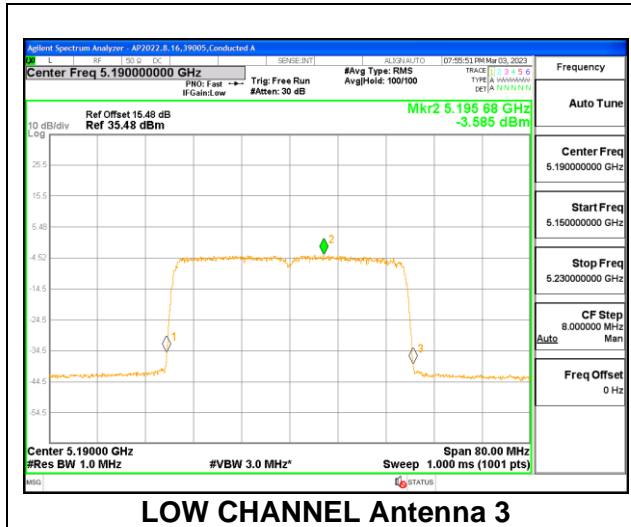 Agilent Spectrum Analyzer - AP2022.8.16,39005,Conducted A
L RF 50 Ω DC SENSE:INT ALIGNAUTO 07:55:51 PM Mar 03, 2023
Center Freq 5.190000000 GHz
PNO: Fast
IFGain:Low
Trig: Free Run
#Atten: 30 dB
#Avg Type: RMS
Avg|Hold: 100/100
TRACE 1 2 3 4 5 6
TYPE A WWWWW
DET A N N N N N
Frequency
Auto Tune
Center Freq
5.190000000 GHz
Start Freq
5.150000000 GHz
Stop Freq
5.230000000 GHz
CF Step
8.000000 MHz
Auto Man
Freq Offset
0 Hz
Mkr2 5.195 68 GHz
-3.585 dBm
Ref Offset 15.48 dB
10 dB/div Ref 35.48 dBm
Log
25.5
15.5
5.48
-4.52
-14.5
-24.5
-34.5
-44.5
-54.5
2
1
3
Center 5.19000 GHz Span 80.00 MHz
#Res BW 1.0 MHz #VBW 3.0 MHz* Sweep 1.000 ms (1001 pts)
MSG STATUS
LOW CHANNEL Antenna 3